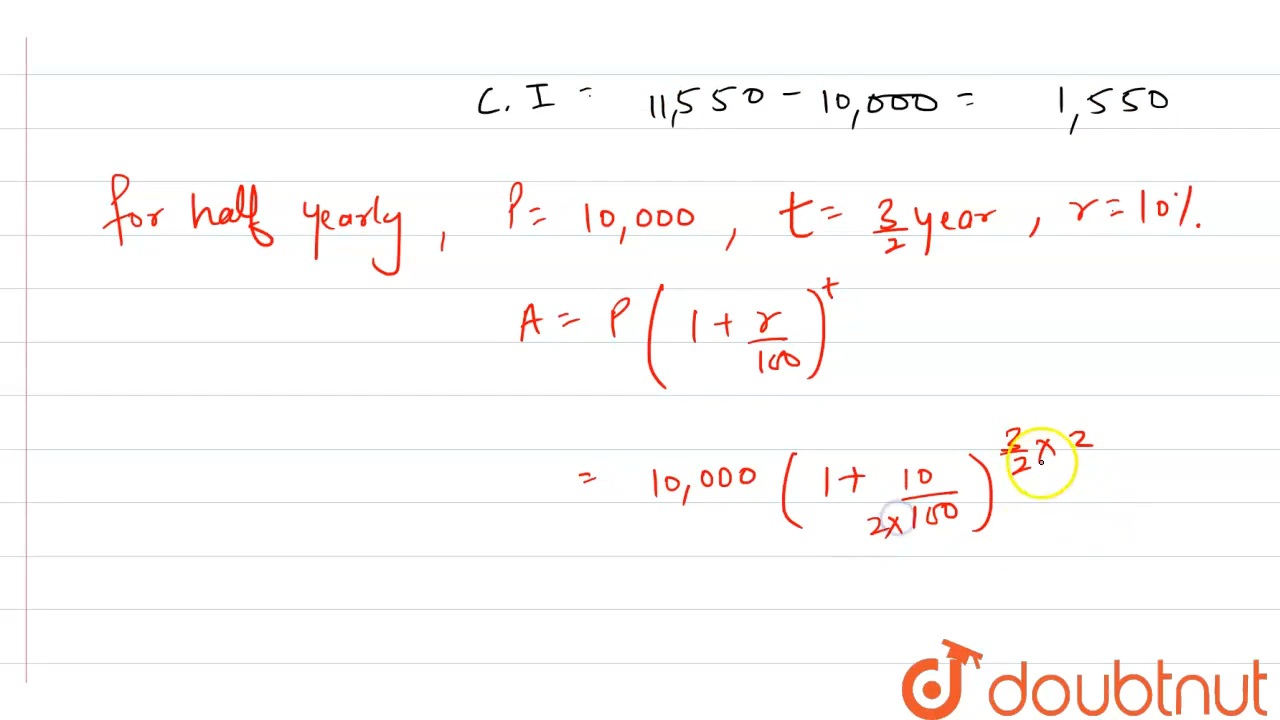 C. I = 11,550 - 10,000 = 1,550
for half yearly, P = 10,000, t = 3/2 year, r = 10%.
A = P(1 + r/100)^t
= 10,000(1 + 10/2×100)^3/2 × 2
doubtnut